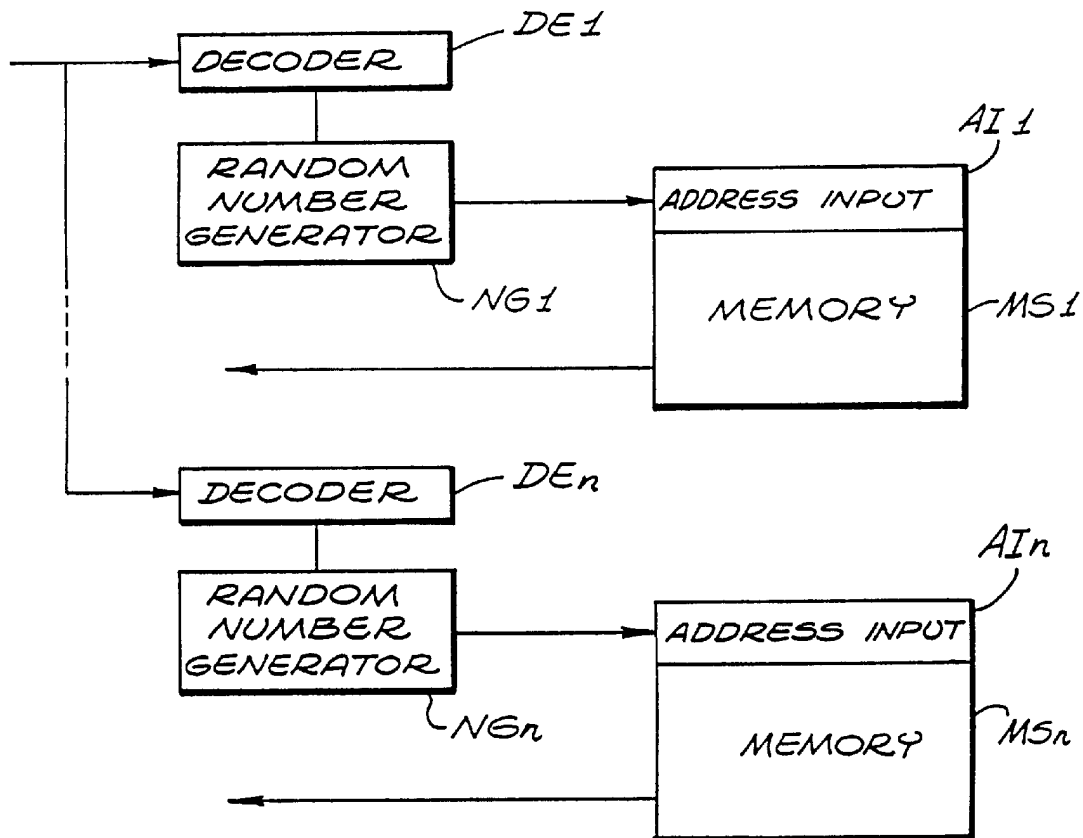 DE1
DECODER
AI1
RANDOM
NUMBER
GENERATOR
ADDRESS INPUT
NG1
MEMORY
MS1
DEn
DECODER
AIn
RANDOM
NUMBER
GENERATOR
ADDRESS INPUT
NGn
MEMORY
MSn